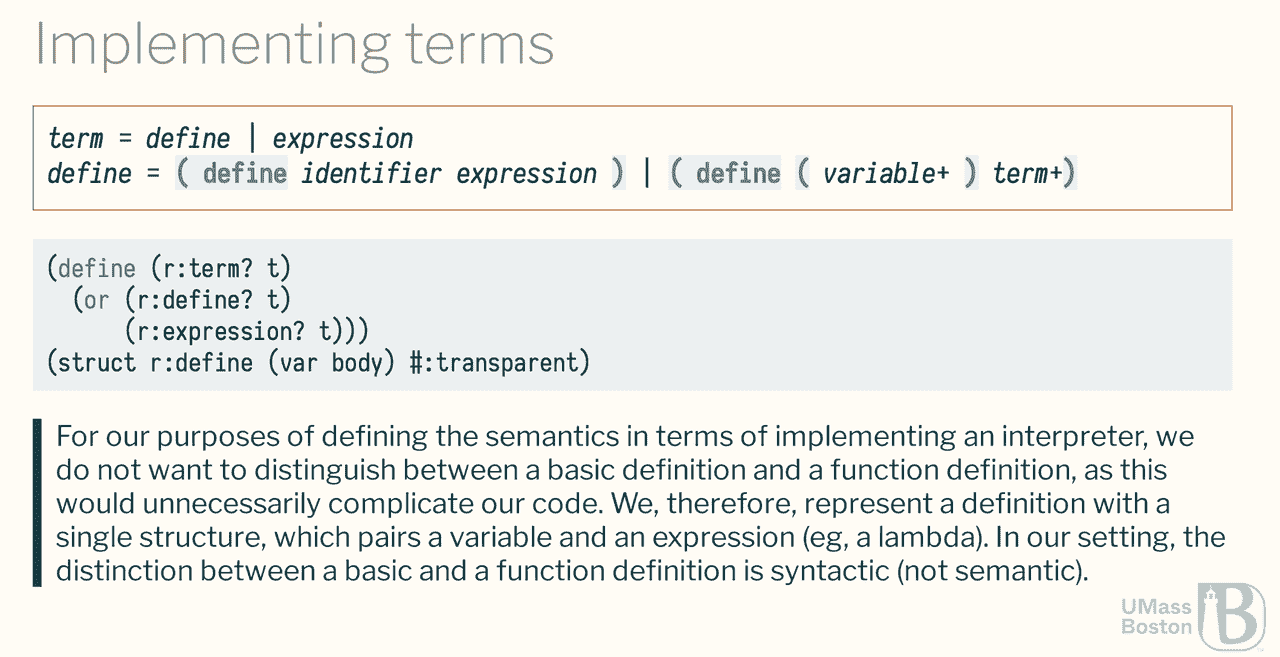 Implementing terms
term = define | expression
define = ( define identifier expression ) | ( define ( variable+ ) term+)
(define (r:term? t)
  (or (r:define? t)
      (r:expression? t)))
(struct r:define (var body) #:transparent)
For our purposes of defining the semantics in terms of implementing an interpreter, we
do not want to distinguish between a basic definition and a function definition, as this
would unnecessarily complicate our code. We, therefore, represent a definition with a
single structure, which pairs a variable and an expression (eg, a lambda). In our setting, the
distinction between a basic and a function definition is syntactic (not semantic).
UMass
Boston
B